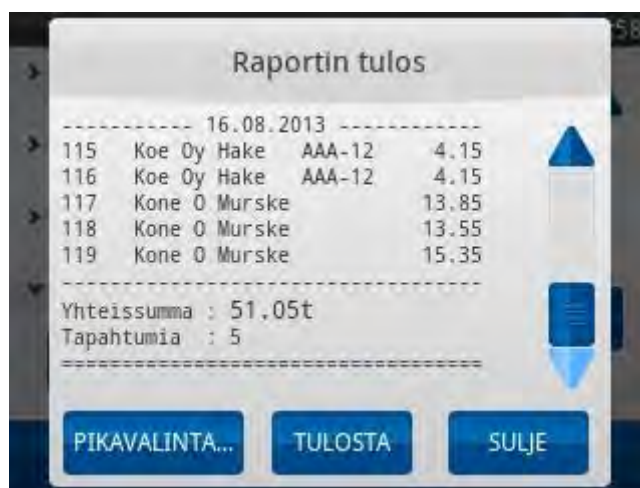 :58
Raportin tulos
----------- 16.08.2013 ------------
115 Koe Oy Hake AAA-12 4.15
116 Koe Oy Hake AAA-12 4.15
117 Kone O Murske 13.85
118 Kone O Murske 13.55
119 Kone O Murske 15.35
-----------------------------------
Yhteissumma : 51.05t
Tapahtumia : 5
===================================
PIKAVALINTA... TULOSTA SULJE